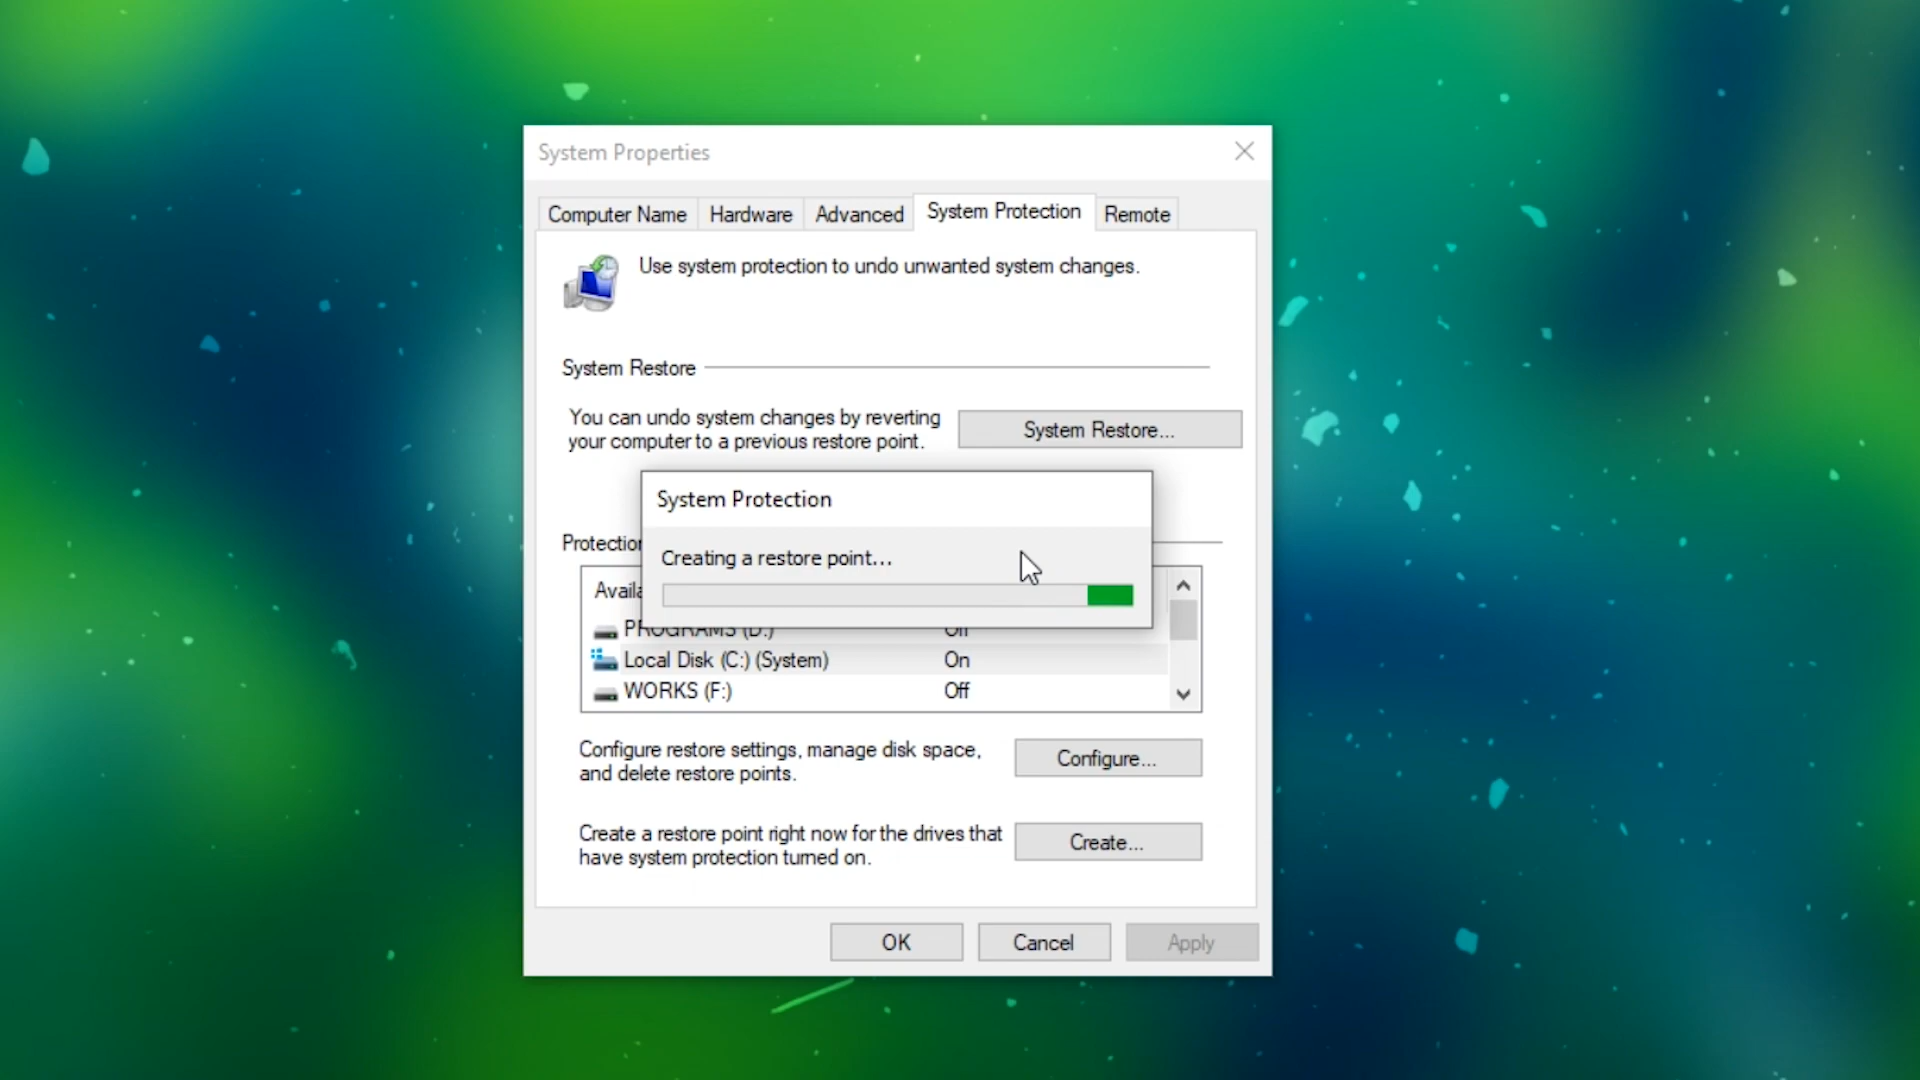 System Properties
Computer Name
Hardware
Advanced
System Protection
Remote
Use system protection to undo unwanted system changes.
System Restore
You can undo system changes by reverting
your computer to a previous restore point.
System Restore...
System Protection
Creating a restore point...
PROGRAMS (D:)
Off
Local Disk (C:) (System)
On
WORKS (F:)
Off
Configure restore settings, manage disk space,
and delete restore points.
Configure...
Create a restore point right now for the drives that
have system protection turned on.
Create...
OK
Cancel
Apply